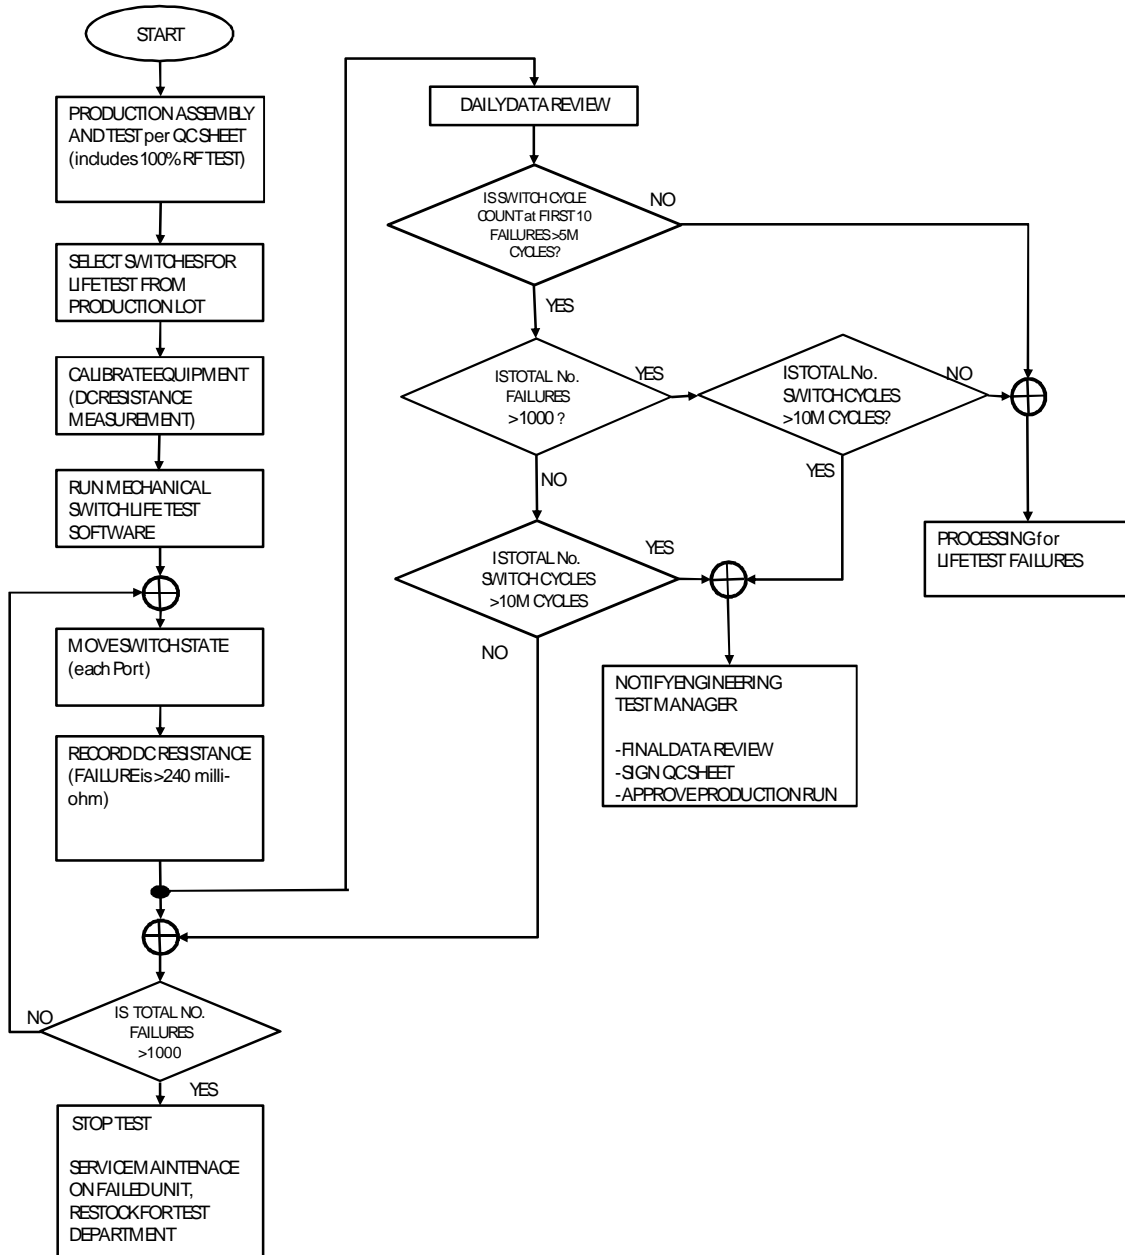 START
PRODUCTION ASSEMBLY
AND TEST per QC SHEET
(includes 100% RF TEST)
SELECT SWITCHES FOR
LIFE TEST FROM
PRODUCTION LOT
CALIBRATE EQUIPMENT
(DC RESISTANCE
MEASUREMENT)
RUN MECHANICAL
SWITCH LIFE TEST
SOFTWARE
MOVE SWITCH STATE
(each Port)
RECORD DC RESISTANCE
(FAILURE is >240 milli-
ohm)
IS TOTAL NO.
FAILURES
>1000
NO
YES
STOP TEST
SERVICE MAINTENACE
ON FAILED UNIT,
RESTOCK FOR TEST
DEPARTMENT
DAILY DATA REVIEW
IS SWITCH CYCLE
COUNT at FIRST 10
FAILURES >5M
CYCLES?
NO
YES
IS TOTAL No.
FAILURES
>1000 ?
YES
NO
IS TOTAL No.
SWITCH CYCLES
>10M CYCLES?
NO
YES
IS TOTAL No.
SWITCH CYCLES
>10M CYCLES
YES
NO
PROCESSING for
LIFE TEST FAILURES
NOTIFY ENGINEERING
TEST MANAGER
- FINAL DATA REVIEW
- SIGN QC SHEET
- APPROVE PRODUCTION RUN